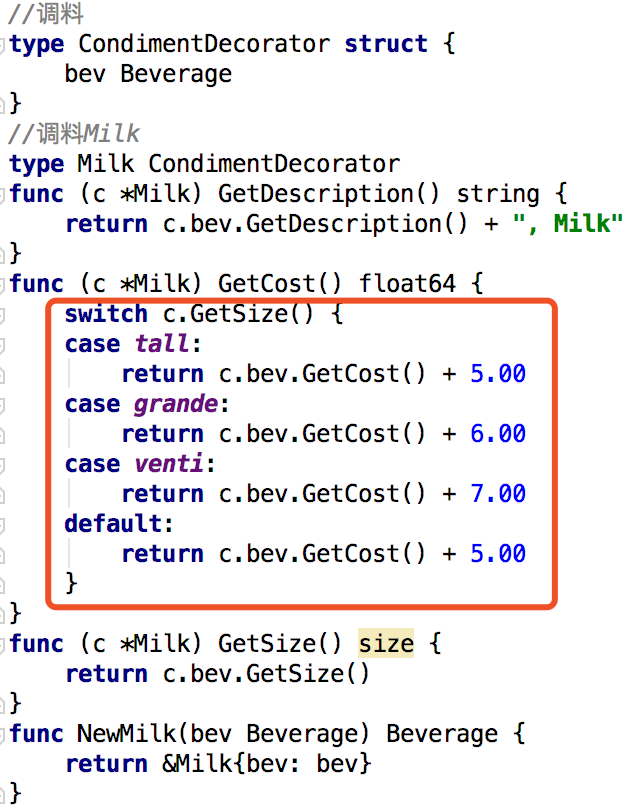 //调料
type CondimentDecorator struct {
    bev Beverage
}
//调料Milk
type Milk CondimentDecorator
func (c *Milk) GetDescription() string {
    return c.bev.GetDescription() + ", Milk"
}
func (c *Milk) GetCost() float64 {
    switch c.GetSize() {
    case tall:
        return c.bev.GetCost() + 5.00
    case grande:
        return c.bev.GetCost() + 6.00
    case venti:
        return c.bev.GetCost() + 7.00
    default:
        return c.bev.GetCost() + 5.00
    }
}
func (c *Milk) GetSize() size {
    return c.bev.GetSize()
}
func NewMilk(bev Beverage) Beverage {
    return &Milk{bev: bev}
}